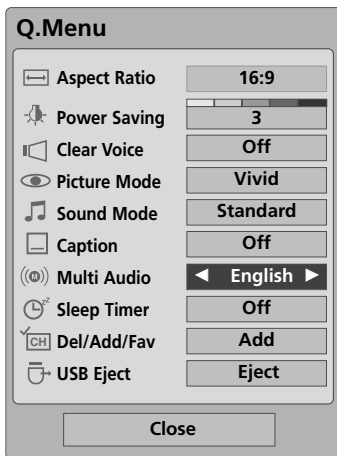 Q.Menu
Aspect Ratio 16:9
Power Saving 3
Clear Voice Off
Picture Mode Vivid
Sound Mode Standard
Caption Off
Multi Audio ◀ English ▶
Sleep Timer Off
CH Del/Add/Fav Add
USB Eject Eject
Close